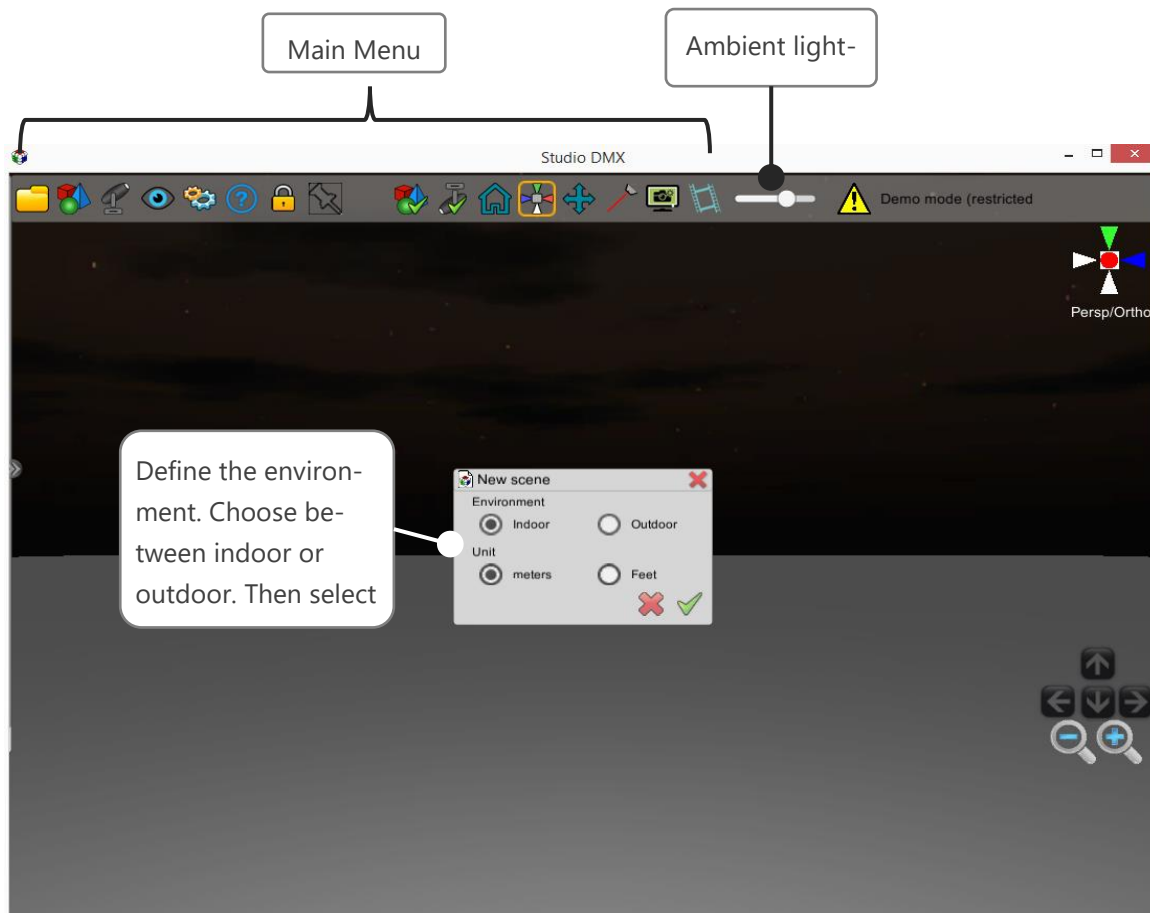 Main Menu
Ambient light-
Studio DMX
Demo mode (restricted
Persp/Ortho
Define the environ-
ment. Choose be-
tween indoor or
outdoor. Then select
New scene
Environment
Indoor
Outdoor
Unit
meters
Feet